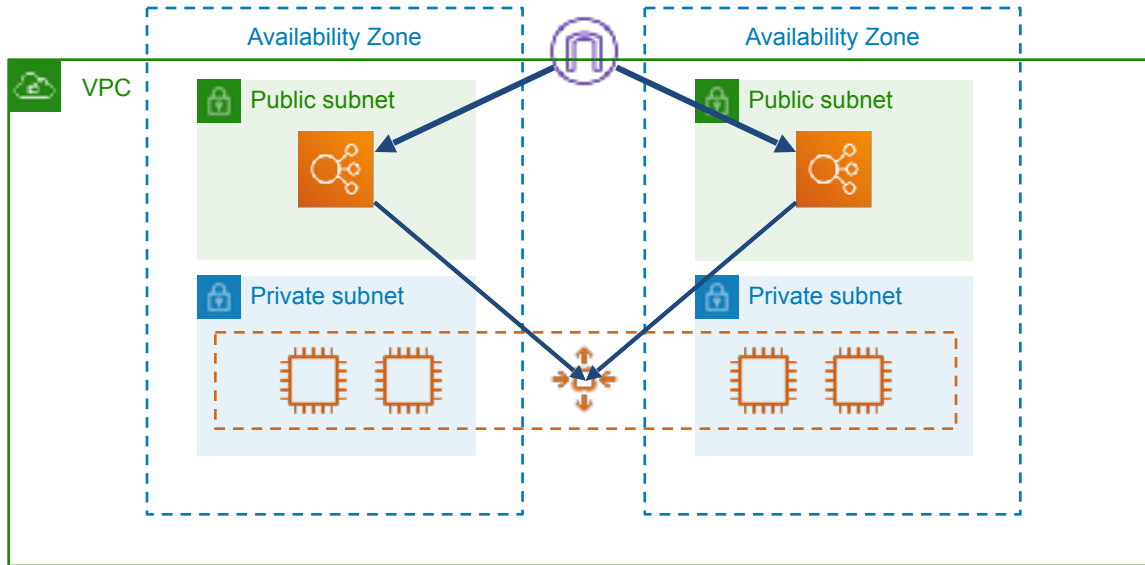 Availability Zone
Availability Zone
VPC
Public subnet
Public subnet
Private subnet
Private subnet